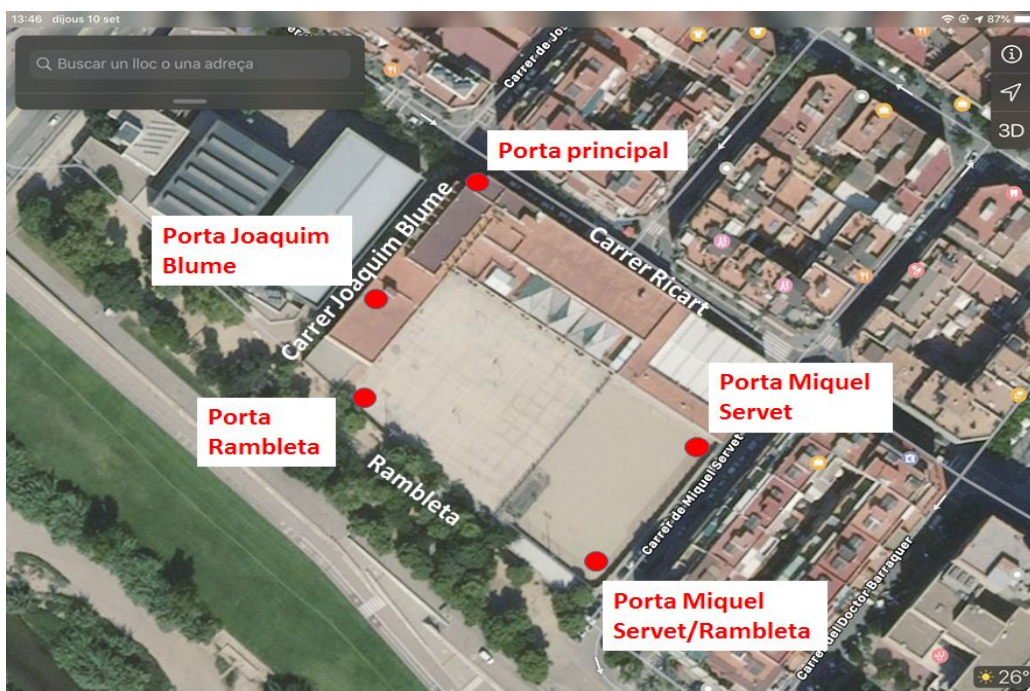 13:46 dijous 10 set
87%
Buscar un lloc o una adreça
3D
Porta principal
Carrer Joaquim Blume
Porta Joaquim
Blume
Carrer Ricart
Porta Miquel
Servet
Porta
Rambleta
Rambleta
Carrer de Miquel Servet
Porta Miquel
Servet/Rambleta
Carrer del Doctor Barraquer
26°